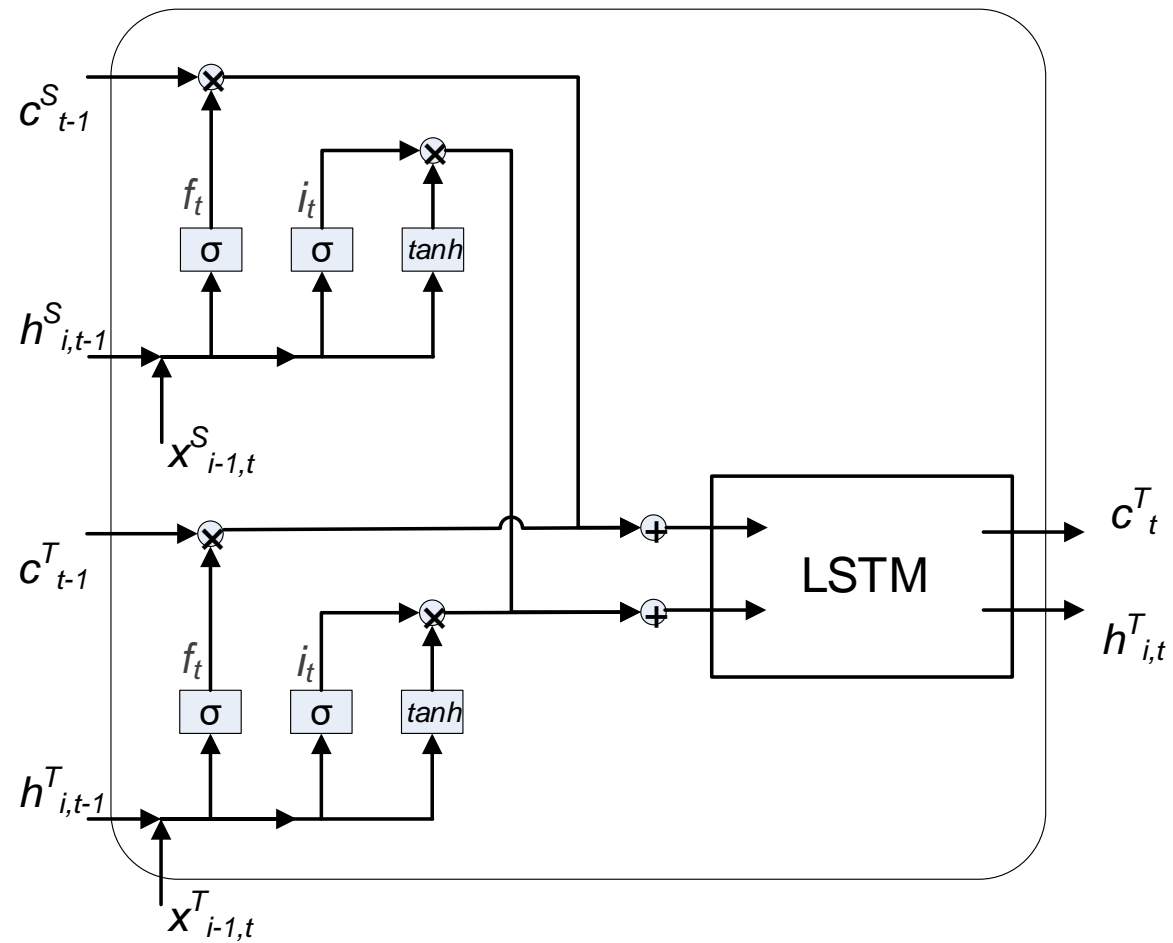 c^S_{t-1}
f_t
i_t
σ
σ
tanh
h^S_{i,t-1}
x^S_{i-1,t}
c^T_{t-1}
c^T_t
LSTM
h^T_{i,t}
f_t
i_t
σ
σ
tanh
h^T_{i,t-1}
x^T_{i-1,t}